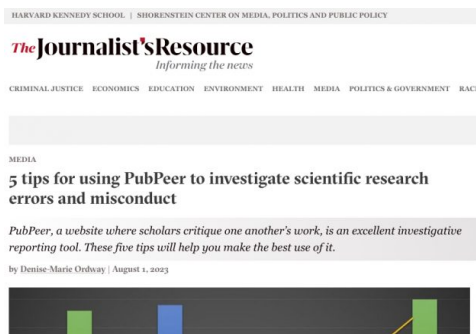 HARVARD KENNEDY SCHOOL | SHORENSTEIN CENTER ON MEDIA, POLITICS AND PUBLIC POLICY
The Journalist'sResource
Informing the news
CRIMINAL JUSTICE ECONOMICS EDUCATION ENVIRONMENT HEALTH MEDIA POLITICS & GOVERNMENT RACE
MEDIA
5 tips for using PubPeer to investigate scientific research
errors and misconduct
PubPeer, a website where scholars critique one another's work, is an excellent investigative
reporting tool. These five tips will help you make the best use of it.
by Denise-Marie Ordway | August 1, 2023